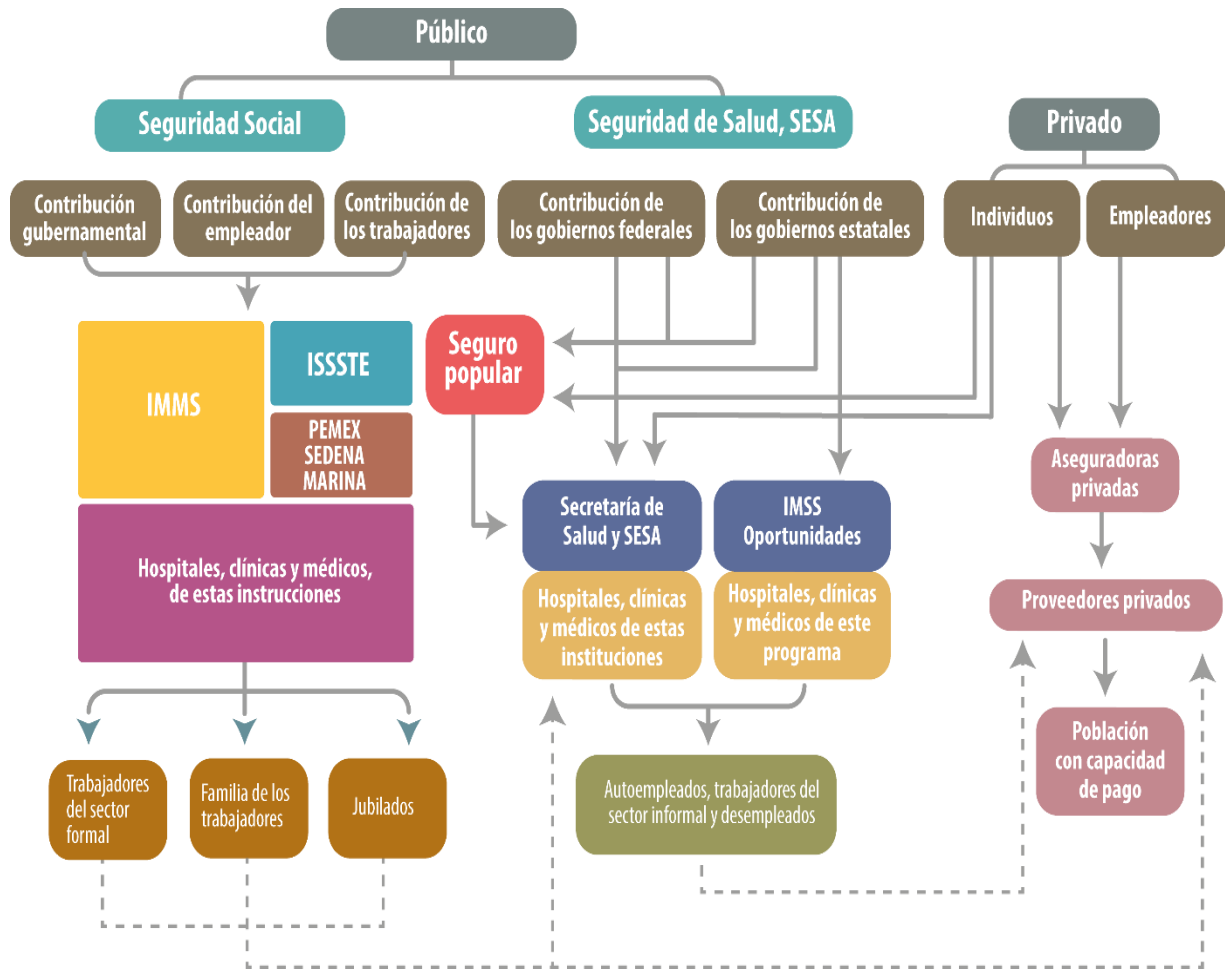 Público
Seguridad Social
Seguridad de Salud, SESA
Privado
Contribución
gubernamental
Contribución del
empleador
Contribución de
los trabajadores
Contribución de
los gobiernos federales
Contribución de
los gobiernos estatales
Individuos
Empleadores
IMMS
ISSSTE
PEMEX
SEDENA
MARINA
Seguro
popular
Hospitales, clínicas y médicos,
de estas instrucciones
Secretaría de
Salud y SESA
IMSS
Oportunidades
Aseguradoras
privadas
Hospitales, clínicas
y médicos de estas
instituciones
Hospitales, clínicas
y médicos de este
programa
Proveedores privados
Trabajadores
del sector
formal
Familia de los
trabajadores
Jubilados
Autoempleados, trabajadores del
sector informal y desempleados
Población
con capacidad
de pago